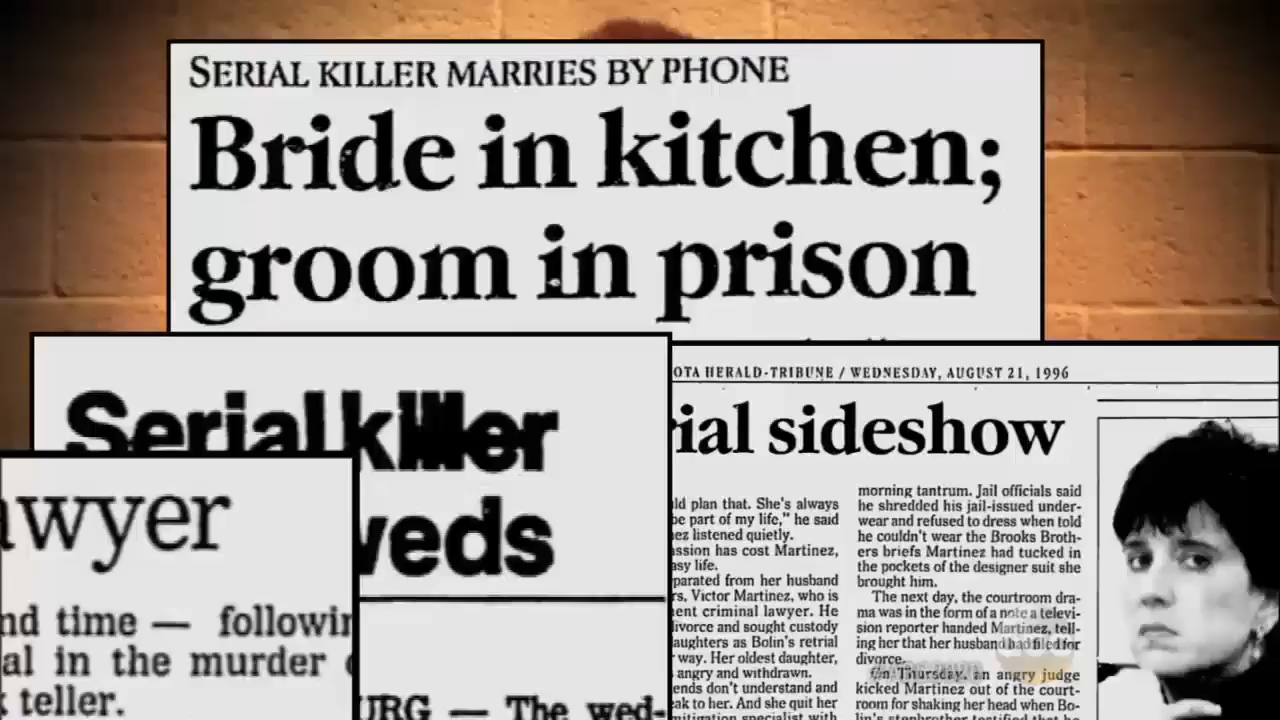 SERIAL KILLER MARRIES BY PHONE
Bride in kitchen;
groom in prison
Serial killer
weds
awyer
nd time — followin
al in the murder
teller.
URG — The wed-
OTA HERALD-TRIBUNE / WEDNESDAY, AUGUST 21, 1996
ial sideshow
ld plan that. She's always
be part of my life," he said
ez listened quietly.
ssion has cost Martinez,
asy life.
parated from her husband
rs, Victor Martinez, who is
ent criminal lawyer. He
divorce and sought custody
aughters as Bolin's retrial
way. Her oldest daughter,
angry and withdrawn.
ends don't understand and
ak to her. And she quit her
mitigation specialist with
morning tantrum. Jail officials said
he shredded his jail-issued under-
wear and refused to dress when told
he couldn't wear the Brooks Broth-
ers briefs Martinez had tucked in
the pockets of the designer suit she
brought him.
The next day, the courtroom dra-
ma was in the form of a note a televi-
sion reporter handed Martinez, tell-
ing her that her husband had filed for
divorce.
On Thursday, an angry judge
kicked Martinez out of the court-
room for shaking her head when Bo-
lin's stepbrother testified that he